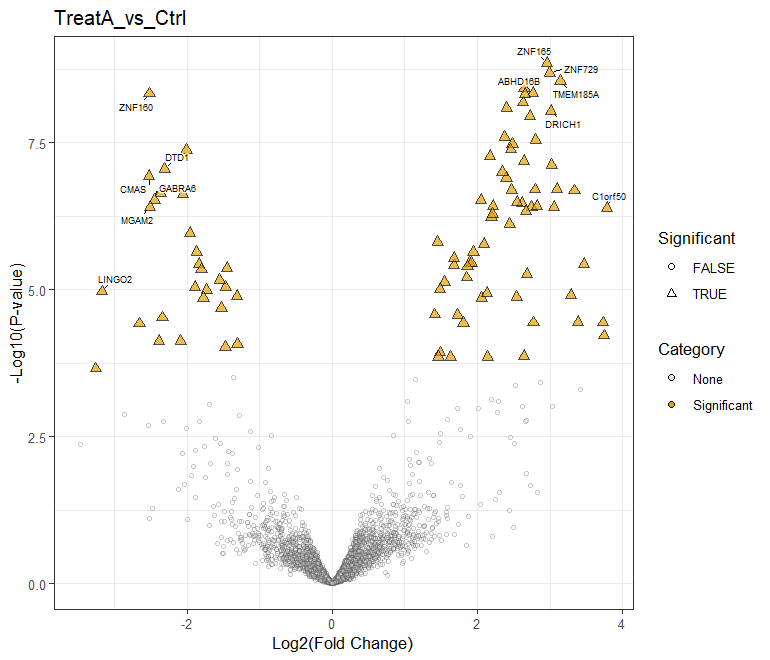 TreatA_vs_Ctrl
ZNF165
ZNF729
ABHD16B
TMEM185A
ZNF160
DRICH1
DTD1
CMAS
GABRA6
MGAM2
C1orf50
LINGO2
7.5
5.0
2.5
0.0
-2
0
2
4
-Log10(P-value)
Log2(Fold Change)
Significant
FALSE
TRUE
Category
None
Significant